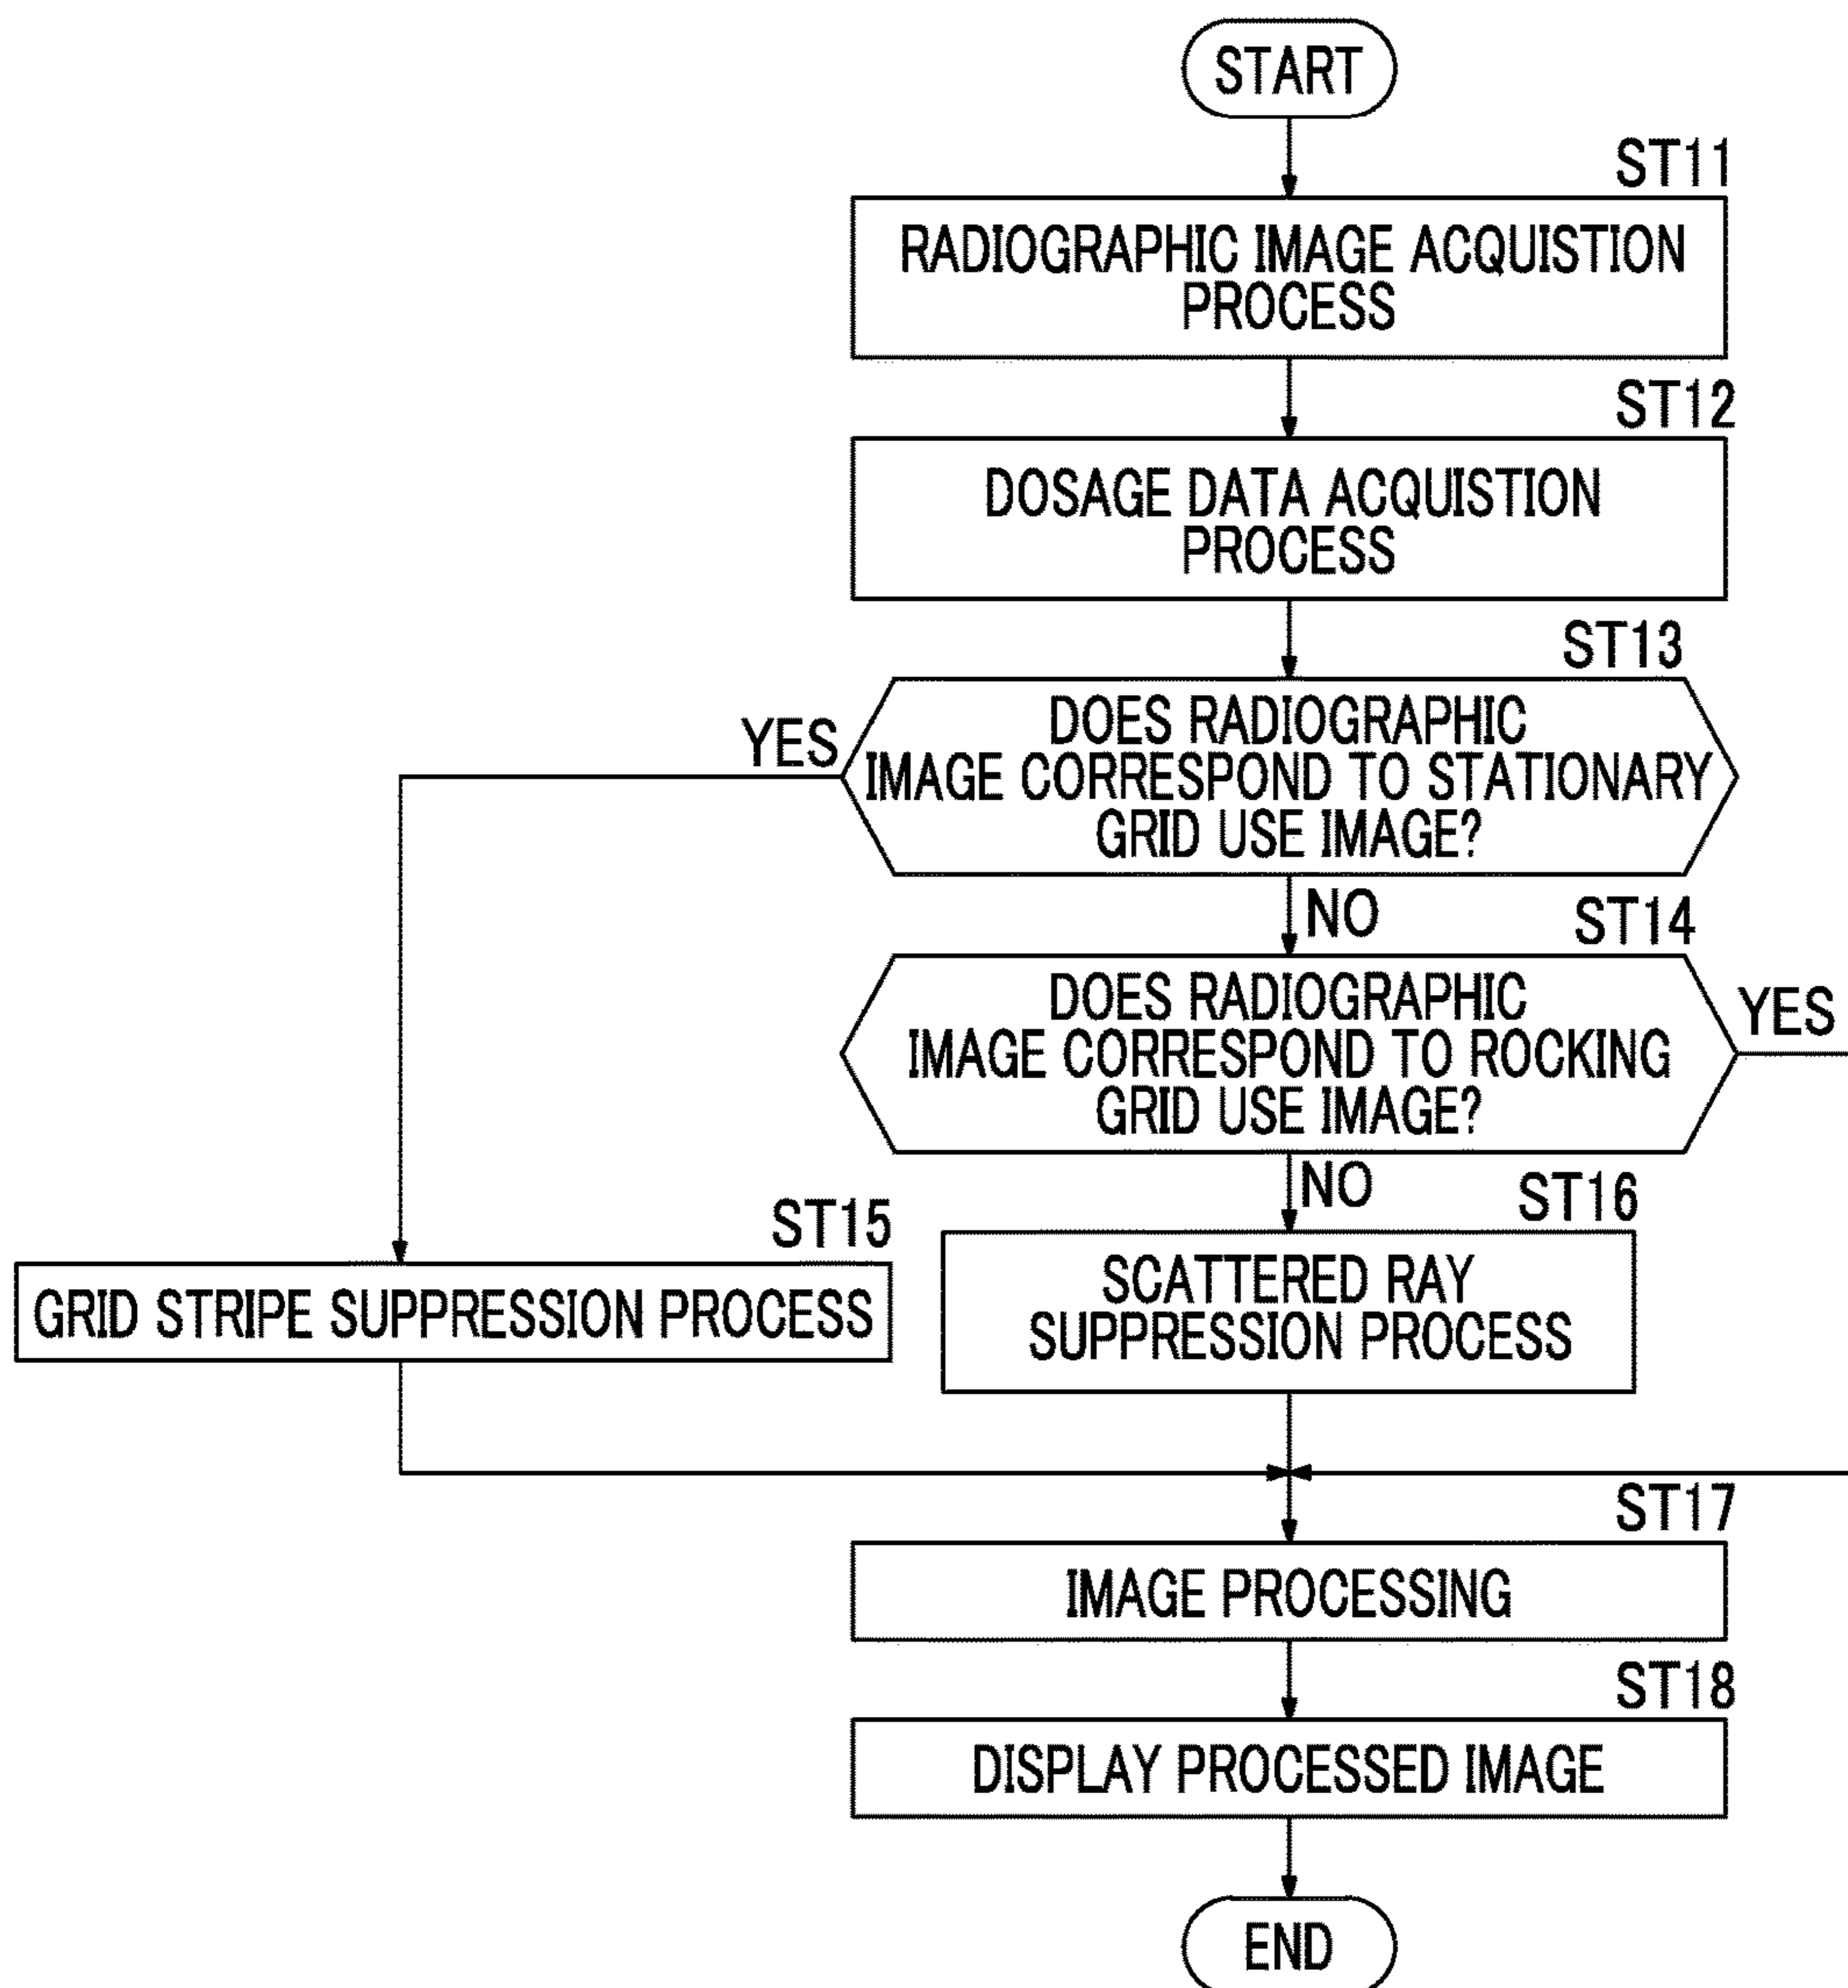 START
ST11
RADIOGRAPHIC IMAGE ACQUISTION
PROCESS
ST12
DOSAGE DATA ACQUISTION
PROCESS
ST13
DOES RADIOGRAPHIC
IMAGE CORRESPOND TO STATIONARY
GRID USE IMAGE?
YES
NO
ST14
DOES RADIOGRAPHIC
IMAGE CORRESPOND TO ROCKING
GRID USE IMAGE?
YES
NO
ST15
GRID STRIPE SUPPRESSION PROCESS
ST16
SCATTERED RAY
SUPPRESSION PROCESS
ST17
IMAGE PROCESSING
ST18
DISPLAY PROCESSED IMAGE
END